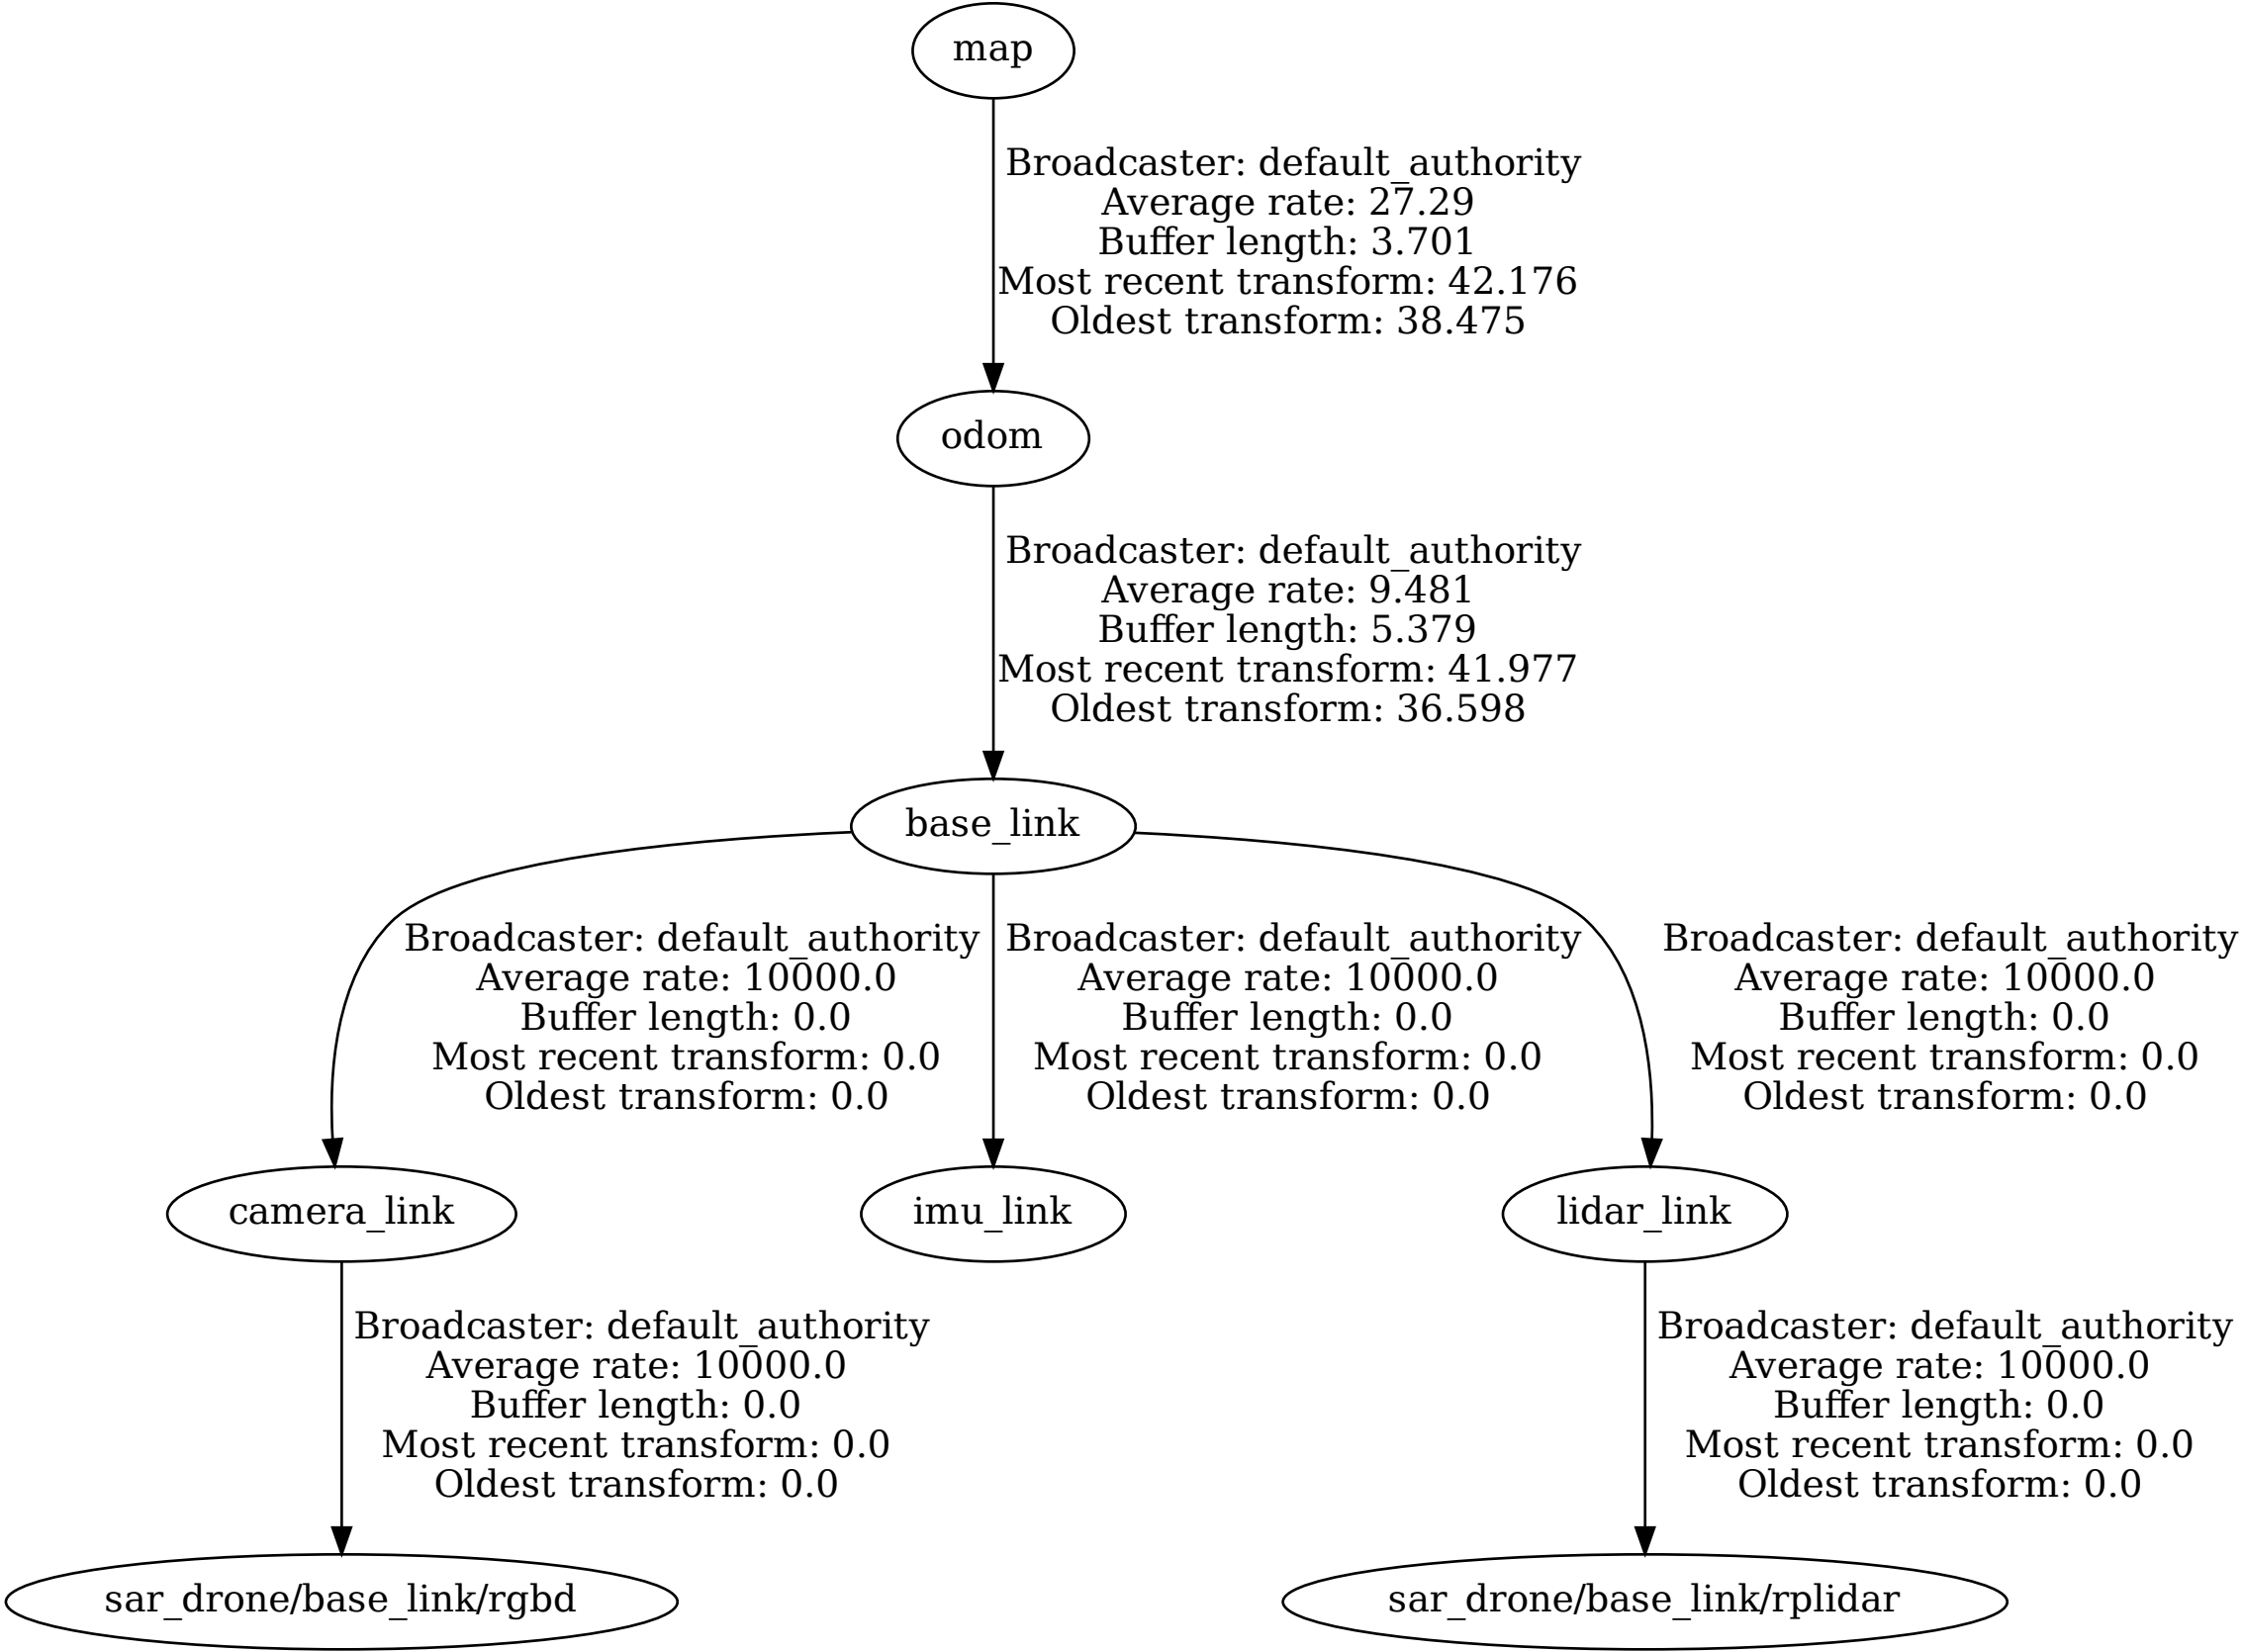 map
Broadcaster: default_authority
Average rate: 27.29
Buffer length: 3.701
Most recent transform: 42.176
Oldest transform: 38.475
odom
Broadcaster: default_authority
Average rate: 9.481
Buffer length: 5.379
Most recent transform: 41.977
Oldest transform: 36.598
base_link
Broadcaster: default_authority
Average rate: 10000.0
Buffer length: 0.0
Most recent transform: 0.0
Oldest transform: 0.0
Broadcaster: default_authority
Average rate: 10000.0
Buffer length: 0.0
Most recent transform: 0.0
Oldest transform: 0.0
Broadcaster: default_authority
Average rate: 10000.0
Buffer length: 0.0
Most recent transform: 0.0
Oldest transform: 0.0
camera_link
imu_link
lidar_link
Broadcaster: default_authority
Average rate: 10000.0
Buffer length: 0.0
Most recent transform: 0.0
Oldest transform: 0.0
Broadcaster: default_authority
Average rate: 10000.0
Buffer length: 0.0
Most recent transform: 0.0
Oldest transform: 0.0
sar_drone/base_link/rgbd
sar_drone/base_link/rplidar